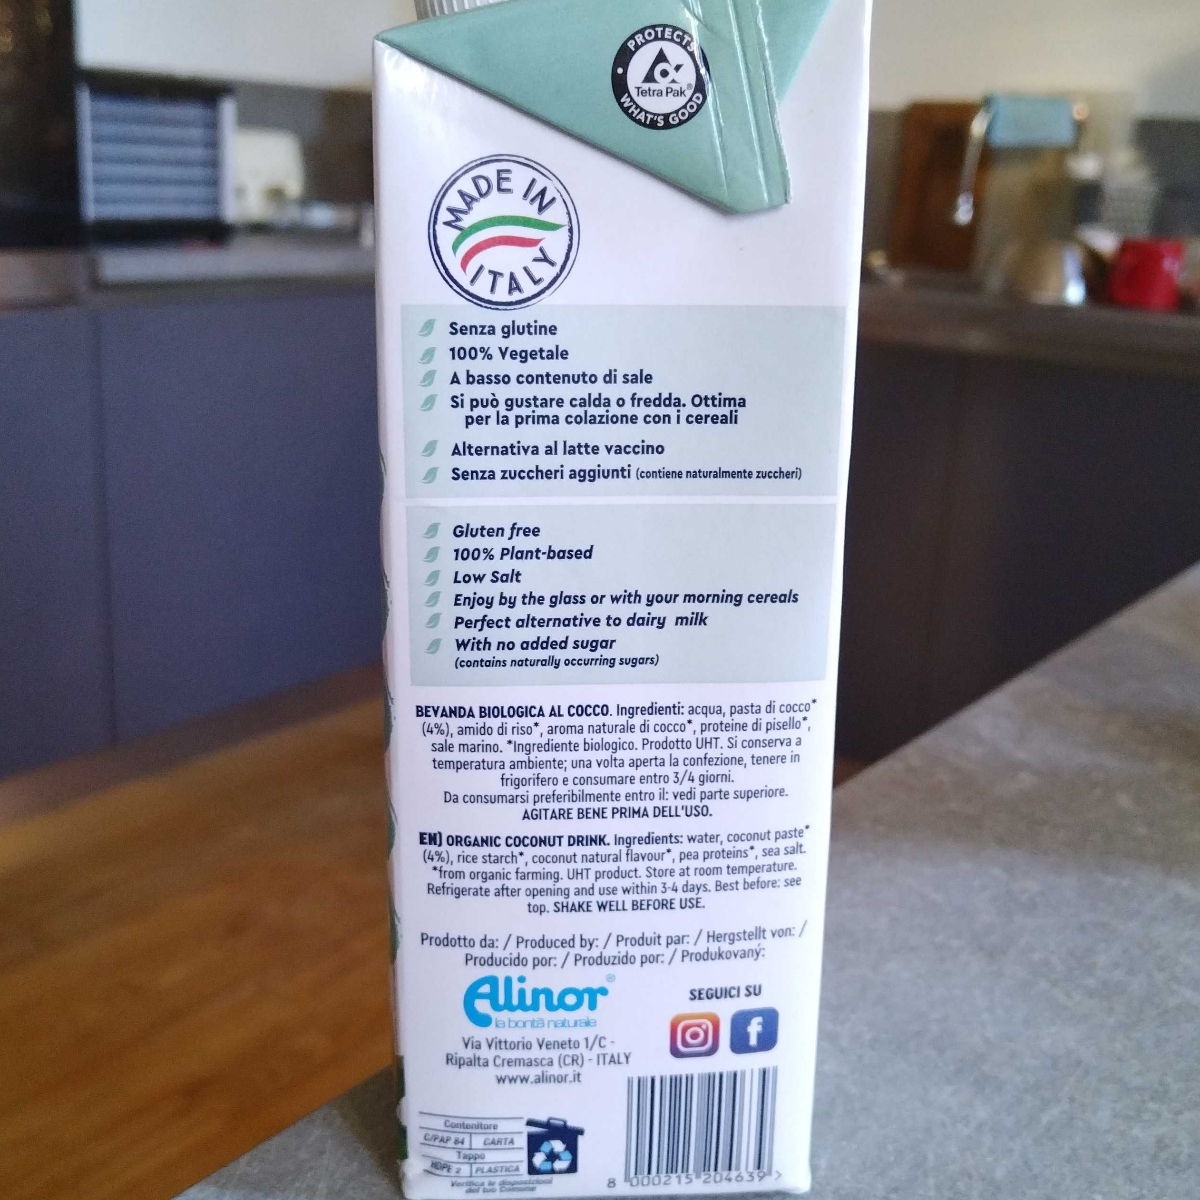 PROTECTS
Tetra Pak®
WHAT'S GOOD
MADE IN
ITALY
Senza glutine
100% Vegetale
A basso contenuto di sale
Si può gustare calda o fredda. Ottima
per la prima colazione con i cereali
Alternativa al latte vaccino
Senza zuccheri aggiunti (contiene naturalmente zuccheri)
Gluten free
100% Plant-based
Low Salt
Enjoy by the glass or with your morning cereals
Perfect alternative to dairy milk
With no added sugar
(contains naturally occurring sugars)
BEVANDA BIOLOGICA AL COCCO. Ingredienti: acqua, pasta di cocco*
(4%), amido di riso*, aroma naturale di cocco*, proteine di pisello*,
sale marino. *Ingrediente biologico. Prodotto UHT. Si conserva a
temperatura ambiente; una volta aperta la confezione, tenere in
frigorifero e consumare entro 3/4 giorni.
Da consumarsi preferibilmente entro il: vedi parte superiore.
AGITARE BENE PRIMA DELL'USO.
EN) ORGANIC COCONUT DRINK. Ingredients: water, coconut paste*
(4%), rice starch*, coconut natural flavour*, pea proteins*, sea salt.
*from organic farming. UHT product. Store at room temperature.
Refrigerate after opening and use within 3-4 days. Best before: see
top. SHAKE WELL BEFORE USE.
Prodotto da: / Produced by: / Produit par: / Hergestellt von: /
Producido por: / Produzido por: / Produkovaný:
Alinor®
la bontà naturale
SEGUICI SU
Via Vittorio Veneto 1/C -
Ripalta Cremasca (CR) - ITALY
www.alinor.it
Contenitore
C/PAP 84 CARTA
Tappo
HDPE 2 PLASTICA
Verifica le disposizioni
del tuo Comune
8 000215 204639 >